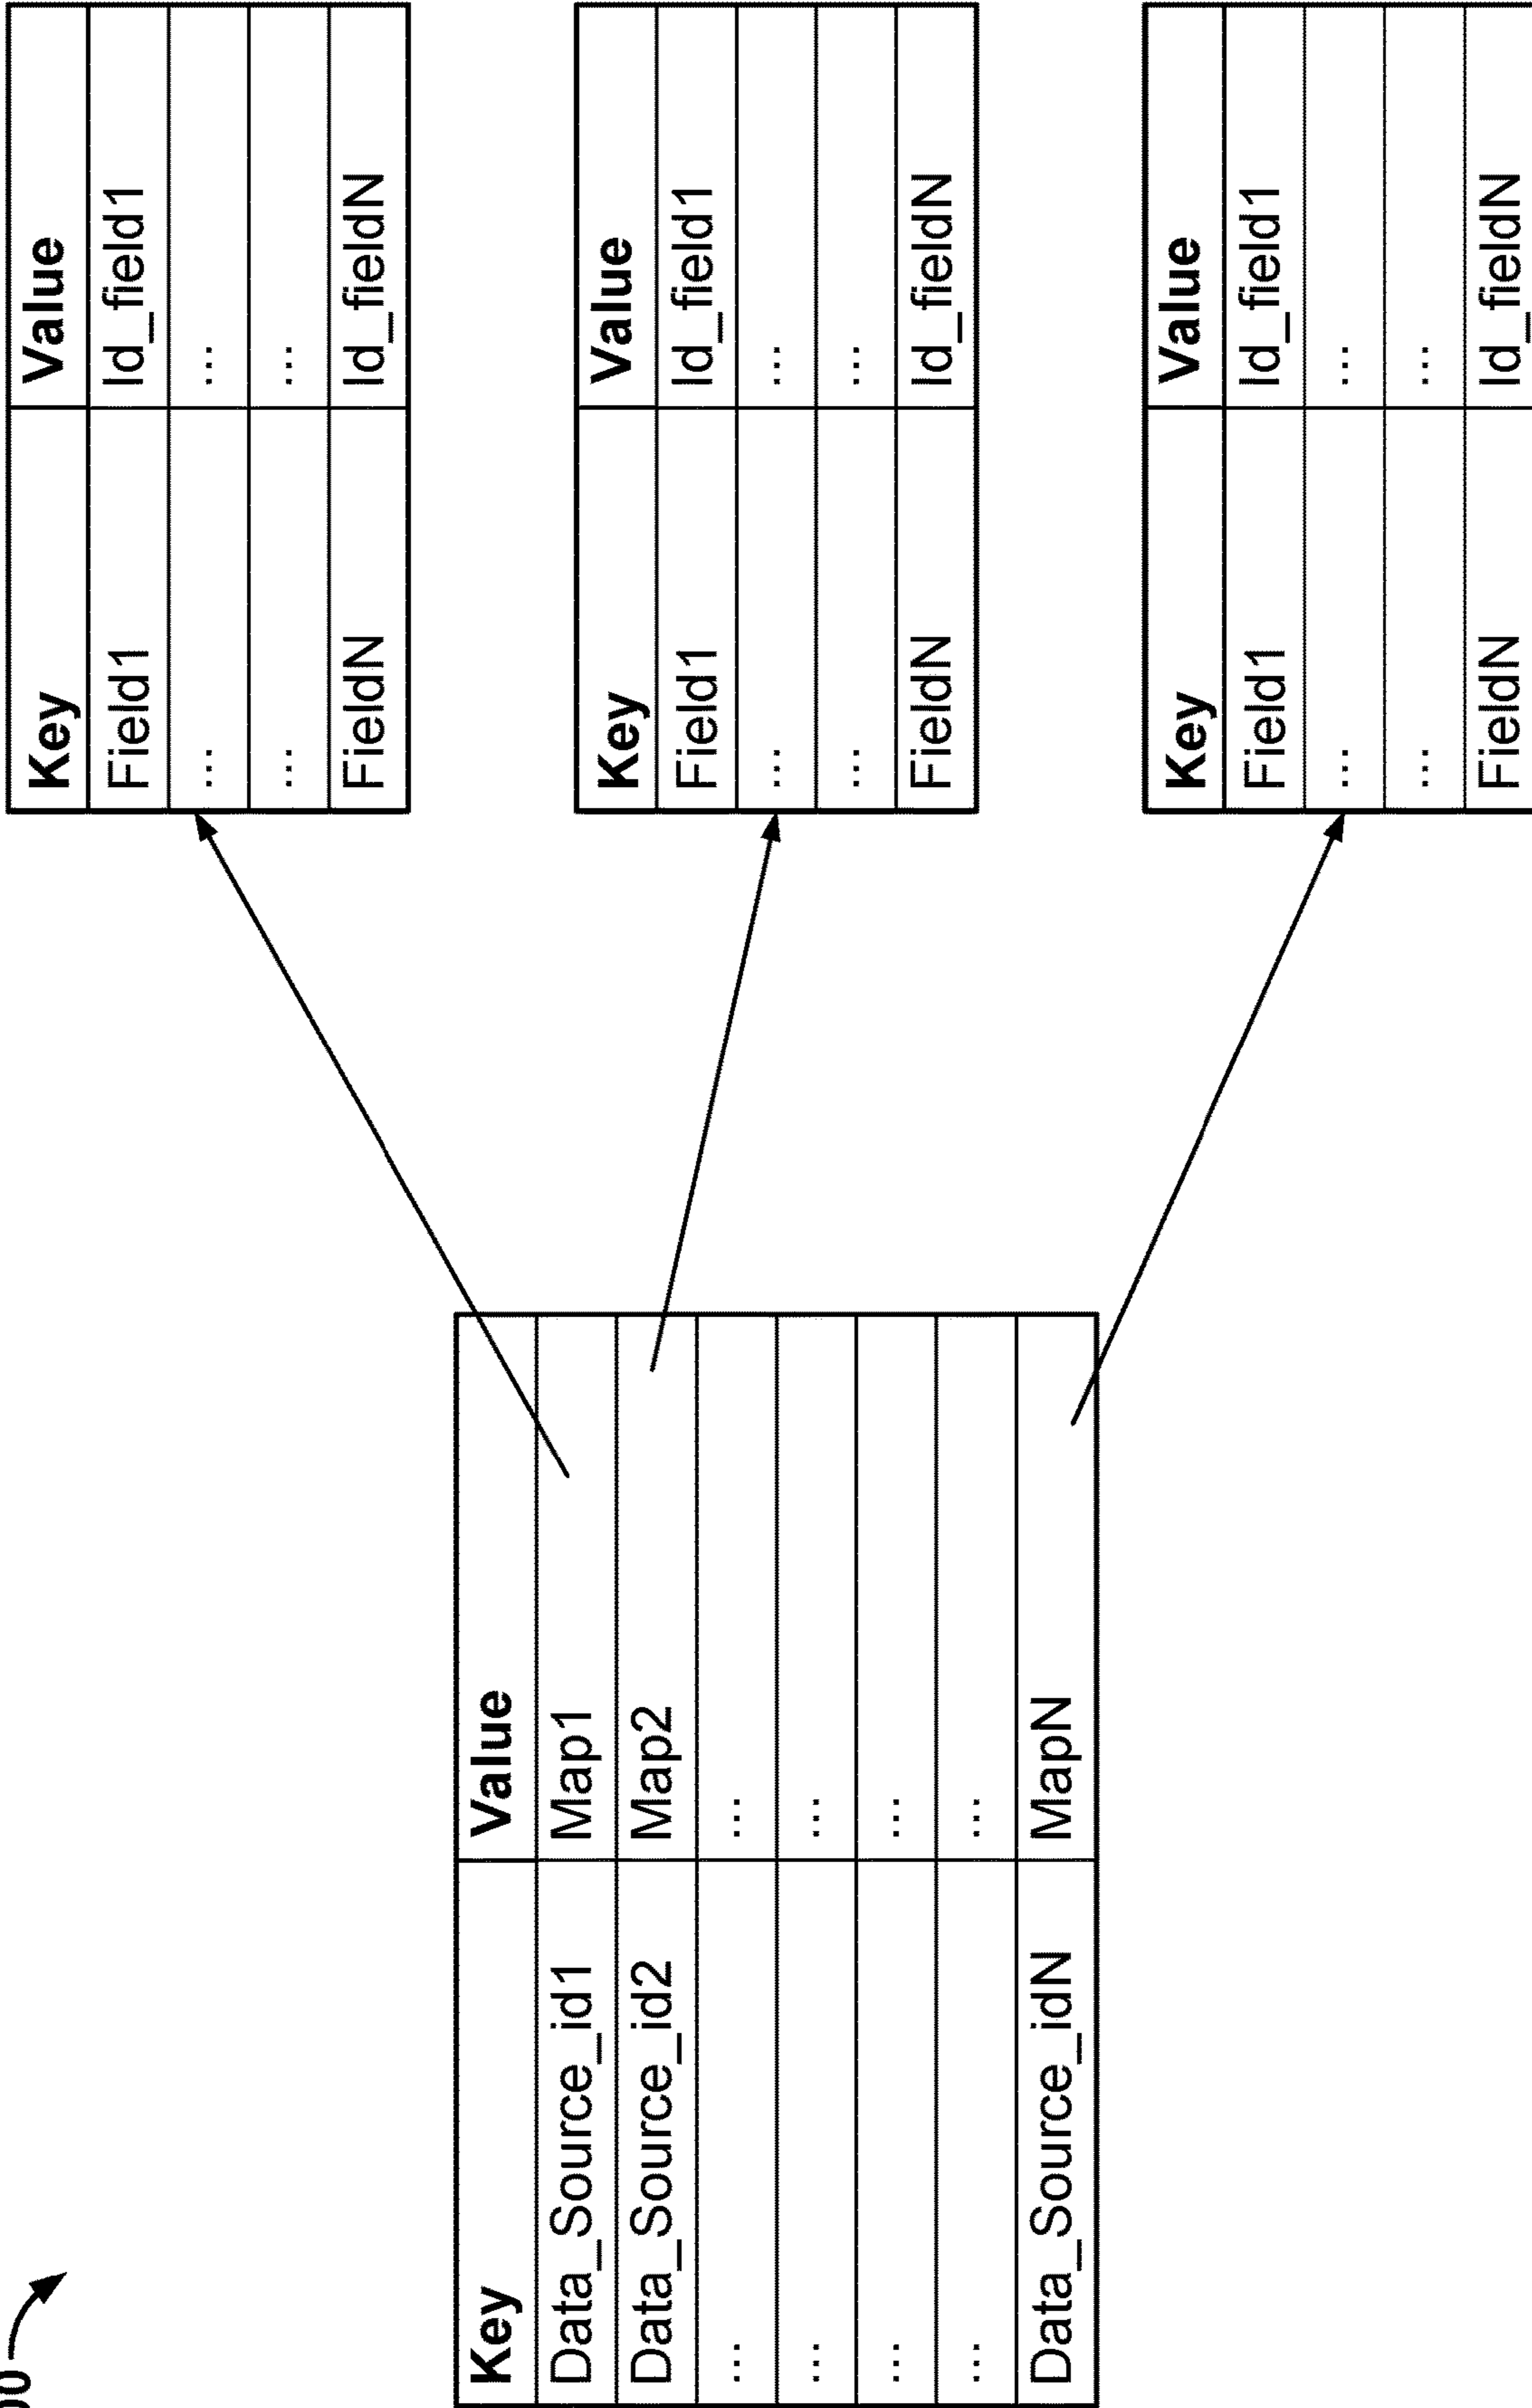 Key Value
Data_Source_id1 Map1
Data_Source_id2 Map2
... ...
... ...
... ...
... ...
Data_Source_idN MapN
Key Value
Field1 Id_field1
... ...
... ...
FieldN Id_fieldN
Key Value
Field1 Id_field1
... ...
... ...
FieldN Id_fieldN
Key Value
Field1 Id_field1
... ...
... ...
FieldN Id_fieldN